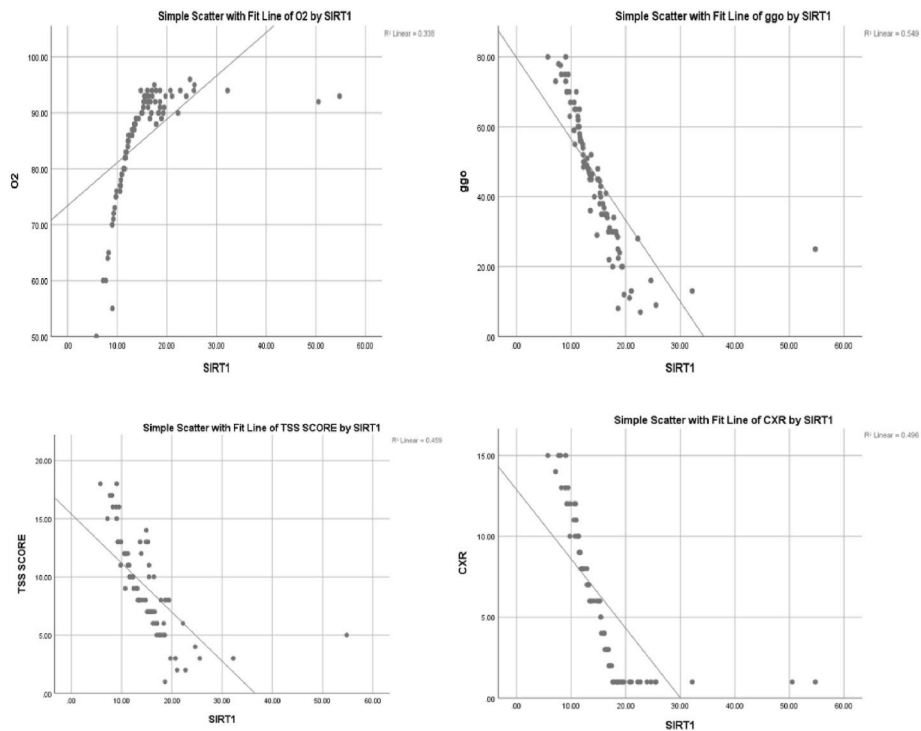 Simple Scatter with Fit Line of O2 by SIRT1
R² Linear = 0.338
O2
100.00
90.00
80.00
70.00
60.00
50.00
.00 10.00 20.00 30.00 40.00 50.00 60.00
SIRT1
Simple Scatter with Fit Line of ggo by SIRT1
R² Linear = 0.549
ggo
80.00
60.00
40.00
20.00
.00
.00 10.00 20.00 30.00 40.00 50.00 60.00
SIRT1
Simple Scatter with Fit Line of TSS SCORE by SIRT1
R² Linear = 0.459
TSS SCORE
20.00
15.00
10.00
5.00
.00
.00 10.00 20.00 30.00 40.00 50.00 60.00
SIRT1
Simple Scatter with Fit Line of CXR by SIRT1
R² Linear = 0.496
CXR
15.00
10.00
5.00
.00
.00 10.00 20.00 30.00 40.00 50.00 60.00
SIRT1